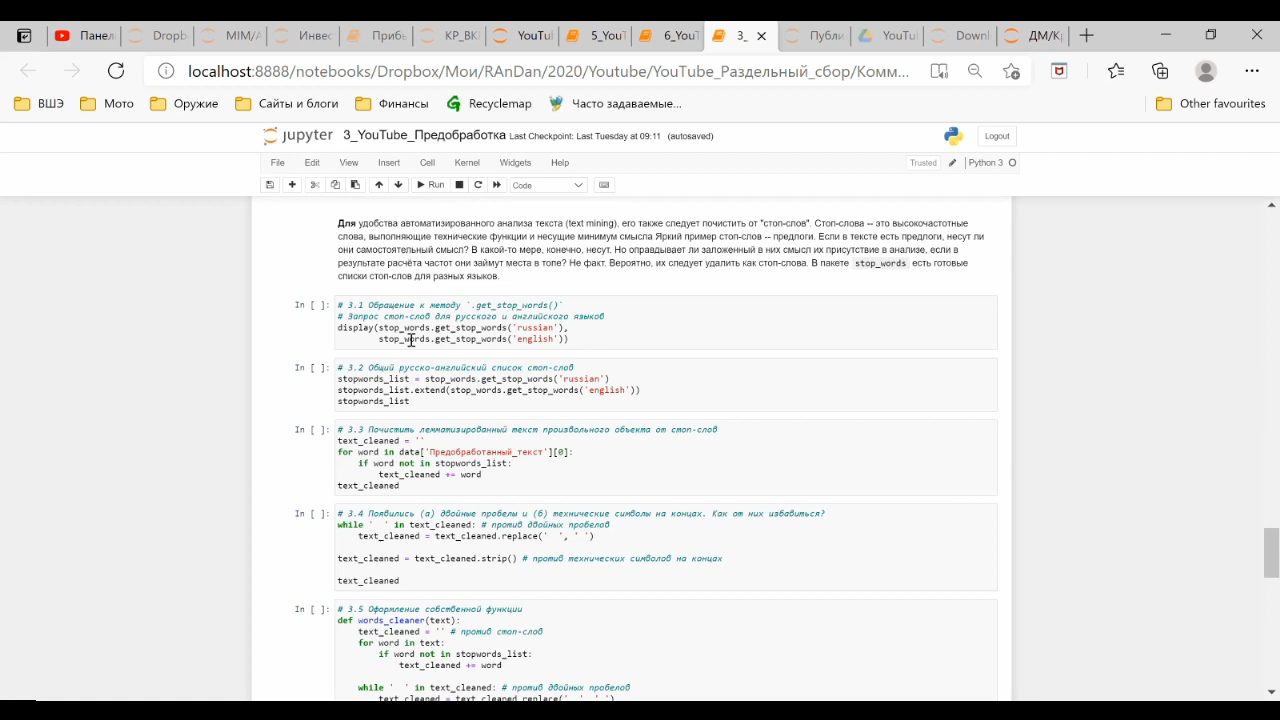 Панел
Dropb
MIM/A
Инвес
Прибь
КР_ВК
YouTul
5_YouT
6_YouT
3_
Публи
YouTu
Downl
ДМ/Кр
localhost:8888/notebooks/Dropbox/Мои/RAnDan/2020/Youtube/YouTube_Раздельный_сбор/Комм...
ВШЭ
Мото
Оружие
Сайты и блоги
Финансы
Recyclemap
Часто задаваемые...
Other favourites
jupyter 3_YouTube_Предобработка Last Checkpoint: Last Tuesday at 09:11 (autosaved)
Logout
File Edit View Insert Cell Kernel Widgets Help
Trusted
Python 3
Run
Code
Для удобства автоматизированного анализа текста (text mining), его также следует почистить от "стоп-слов". Стоп-слова -- это высокочастотные
слова, выполняющие технические функции и несущие минимум смысла Яркий пример стоп-слов -- предлоги. Если в тексте есть предлоги, несут ли
они самостоятельный смысл? В какой-то мере, конечно, несут. Но оправдывает ли заложенный в них смысл их присутствие в анализе, если в
результате расчёта частот они займут места в топе? Не факт. Вероятно, их следует удалить как стоп-слова. В пакете stop_words есть готовые
списки стоп-слов для разных языков.
In [ ]: # 3.1 Обращение к методу `.get_stop_words()`
# Запрос стоп-слов для русского и английского языков
display(stop_words.get_stop_words('russian'),
stop_words.get_stop_words('english'))
In [ ]: # 3.2 Общий русско-английский список стоп-слов
stopwords_list = stop_words.get_stop_words('russian')
stopwords_list.extend(stop_words.get_stop_words('english'))
stopwords_list
In [ ]: # 3.3 Почистить лемматизированный текст произвольного объекта от стоп-слов
text_cleaned = ''
for word in data['Предобработанный_текст'][0]:
if word not in stopwords_list:
text_cleaned += word
text_cleaned
In [ ]: # 3.4 Появились (а) двойные пробелы и (б) технические символы на концах. Как от них избавиться?
while '  ' in text_cleaned: # против двойных пробелов
text_cleaned = text_cleaned.replace('  ', ' ')
text_cleaned = text_cleaned.strip() # против технических символов на концах
text_cleaned
In [ ]: # 3.5 Оформление собственной функции
def words_cleaner(text):
text_cleaned = '' # против стоп-слов
for word in text:
if word not in stopwords_list:
text_cleaned += word
while '  ' in text_cleaned: # против двойных пробелов
text_cleaned = text_cleaned.replace('  ', ' ')